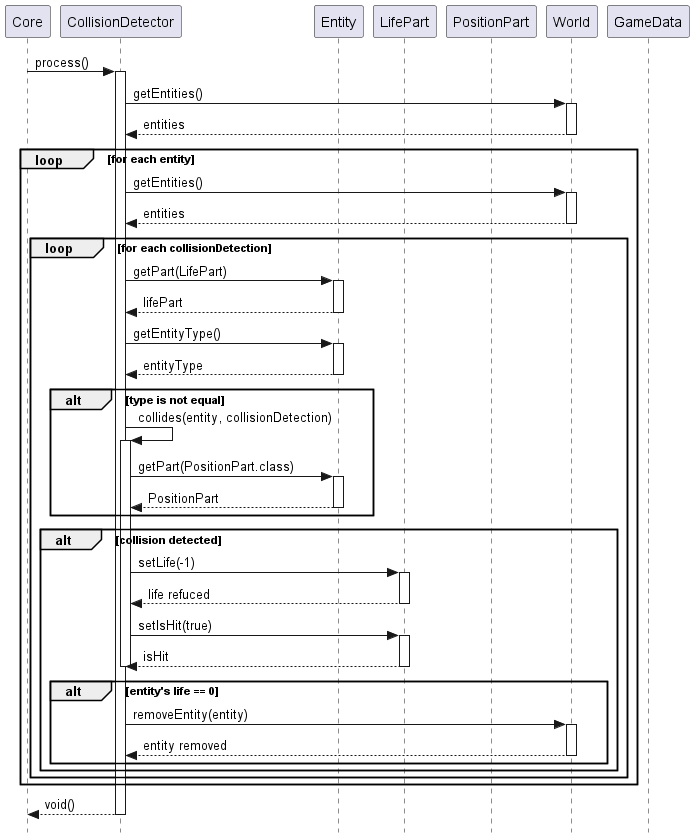 Core CollisionDetector Entity LifePart PositionPart World GameData
process()
getEntities()
entities
loop [for each entity]
getEntities()
entities
loop [for each collisionDetection]
getPart(LifePart)
lifePart
getEntityType()
entityType
alt [type is not equal]
collides(entity, collisionDetection)
getPart(PositionPart.class)
PositionPart
alt [collision detected]
setLife(-1)
life refuced
setIsHit(true)
isHit
alt [entity's life == 0]
removeEntity(entity)
entity removed
void()